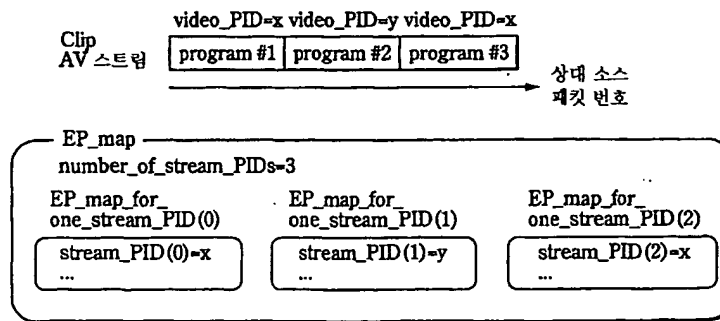 video_PID=x video_PID=y video_PID=x
Clip
AV 스트림
program #1 program #2 program #3
상대 소스
패킷 번호
EP_map
number_of_stream_PIDs=3
EP_map_for_ EP_map_for_ EP_map_for_
one_stream_PID(0) one_stream_PID(1) one_stream_PID(2)
stream_PID(0)=x stream_PID(1)=y stream_PID(2)=x
... ... ...